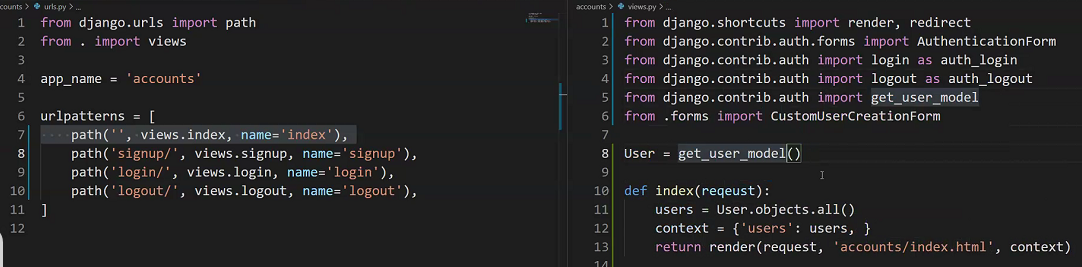 counts > urls.py > ...
1 from django.urls import path
2 from . import views
3
4 app_name = 'accounts'
5
6 urlpatterns = [
7 path('', views.index, name='index'),
8 path('signup/', views.signup, name='signup'),
9 path('login/', views.login, name='login'),
10 path('logout/', views.logout, name='logout'),
11 ]
12
accounts > views.py > ...
1 from django.shortcuts import render, redirect
2 from django.contrib.auth.forms import AuthenticationForm
3 from django.contrib.auth import login as auth_login
4 from django.contrib.auth import logout as auth_logout
5 from django.contrib.auth import get_user_model
6 from .forms import CustomUserCreationForm
7
8 User = get_user_model()
9
10 def index(reqeust):
11 users = User.objects.all()
12 context = {'users': users, }
13 return render(request, 'accounts/index.html', context)
14